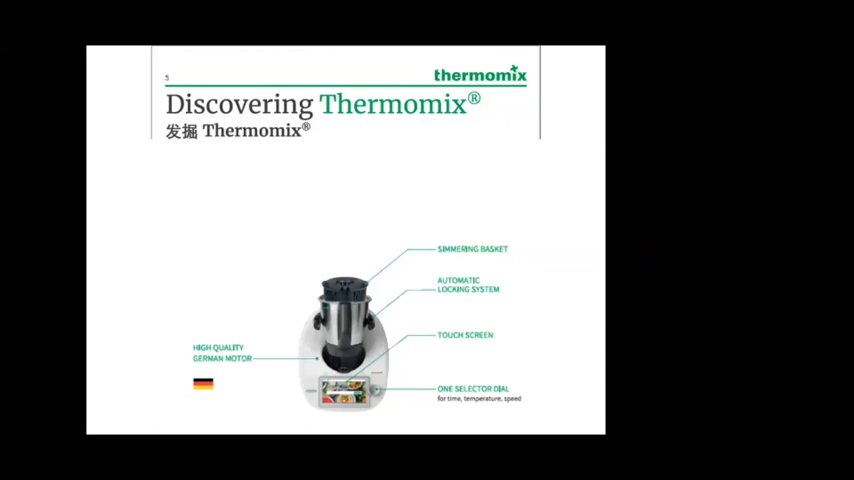 5
thermomix
Discovering Thermomix®
发掘 Thermomix®
SIMMERING BASKET
AUTOMATIC
LOCKING SYSTEM
TOUCH SCREEN
HIGH QUALITY
GERMAN MOTOR
ONE SELECTOR DIAL
for time, temperature, speed